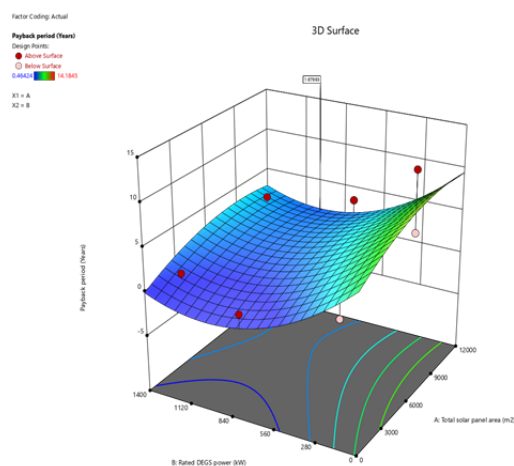 Factor Coding: Actual
3D Surface
Payback period (Years)
Design Points:
Above Surface
Below Surface
0.46424 14.1845
X1 = A
X2 = B
15
10
5
0
-5
Payback period (Years)
1400
1120
840
560
280
0
0
3000
6000
9000
12000
A: Total solar panel area (m2)
B: Rated DEGS power (kW)